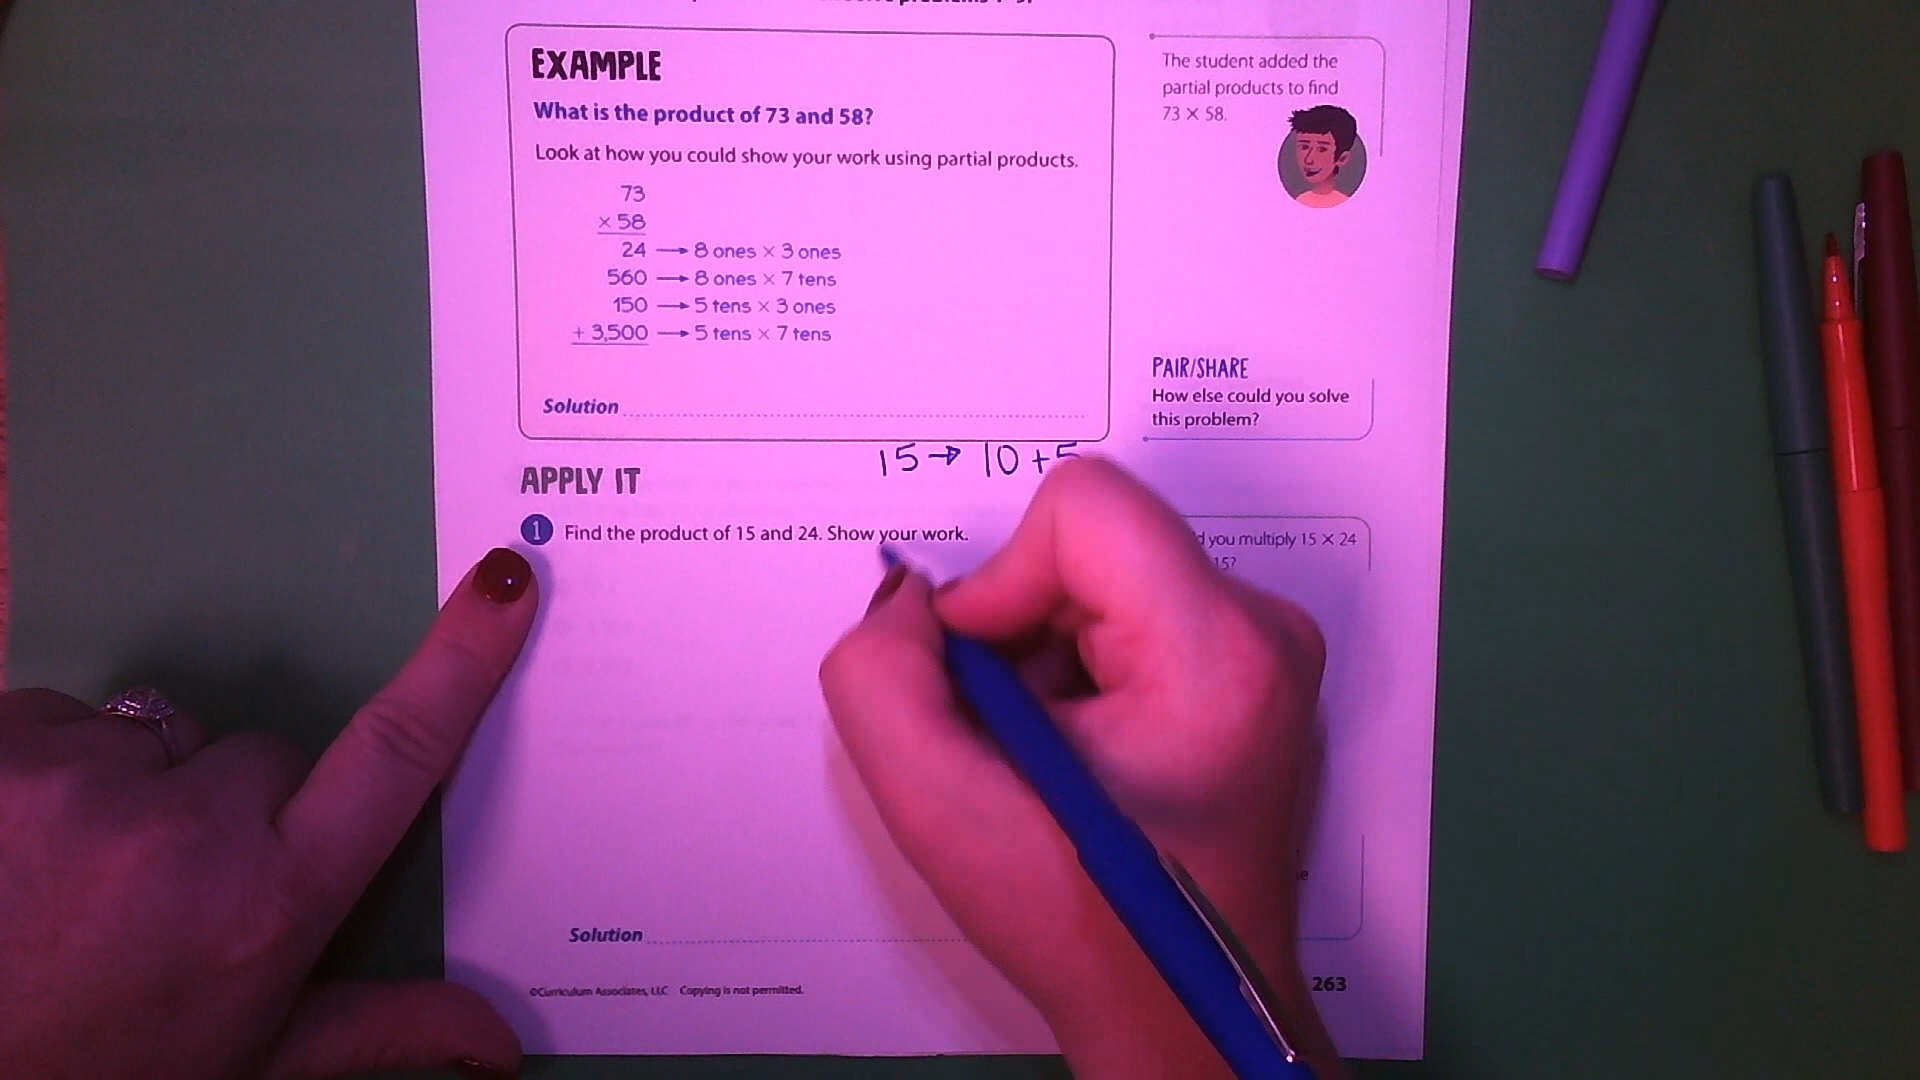 EXAMPLE
What is the product of 73 and 58?
Look at how you could show your work using partial products.
73
× 58
24 → 8 ones × 3 ones
560 → 8 ones × 7 tens
150 → 5 tens × 3 ones
+ 3,500 → 5 tens × 7 tens
Solution
The student added the
partial products to find
73 × 58.
PAIR/SHARE
How else could you solve
this problem?
15 → 10 + 5
APPLY IT
1 Find the product of 15 and 24. Show your work.
you multiply 15 × 24
15?
Solution
©Curriculum Associates, LLC Copying is not permitted.
263